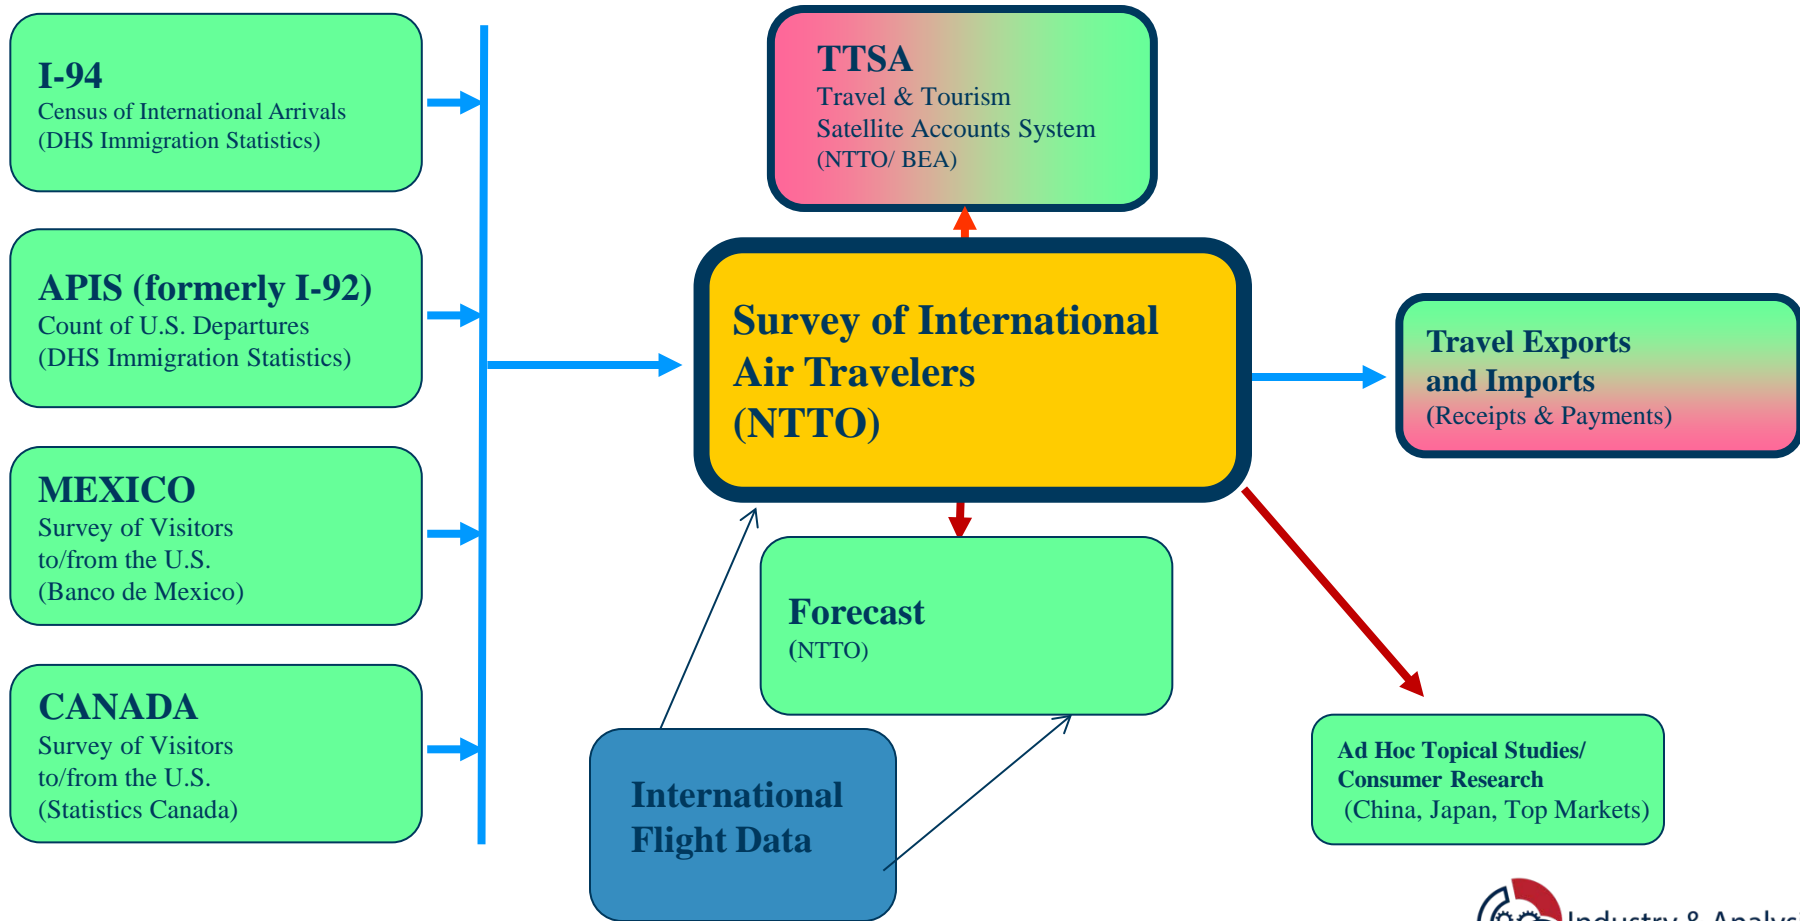 I-94
Census of International Arrivals
(DHS Immigration Statistics)
APIS (formerly I-92)
Count of U.S. Departures
(DHS Immigration Statistics)
MEXICO
Survey of Visitors
to/from the U.S.
(Banco de Mexico)
CANADA
Survey of Visitors
to/from the U.S.
(Statistics Canada)
TTSA
Travel & Tourism
Satellite Accounts System
(NTTO/ BEA)
Survey of International
Air Travelers
(NTTO)
Forecast
(NTTO)
International
Flight Data
Travel Exports
and Imports
(Receipts & Payments)
Ad Hoc Topical Studies/
Consumer Research
(China, Japan, Top Markets)
Industry & Analys